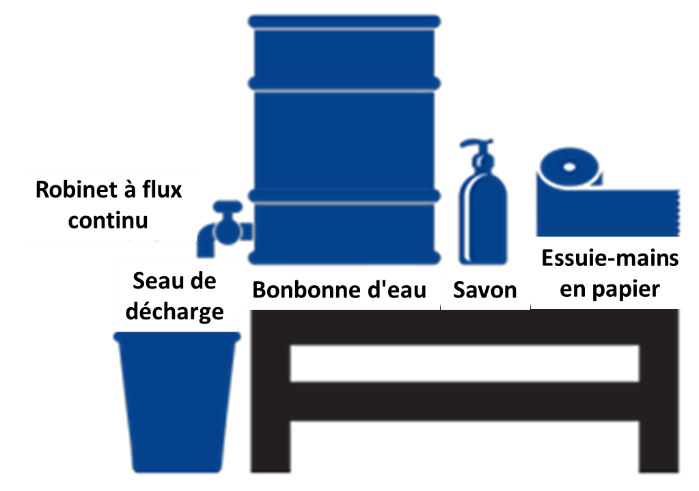 Robinet à flux
continu
Seau de
décharge
Bonbonne d'eau
Savon
Essuie-mains
en papier